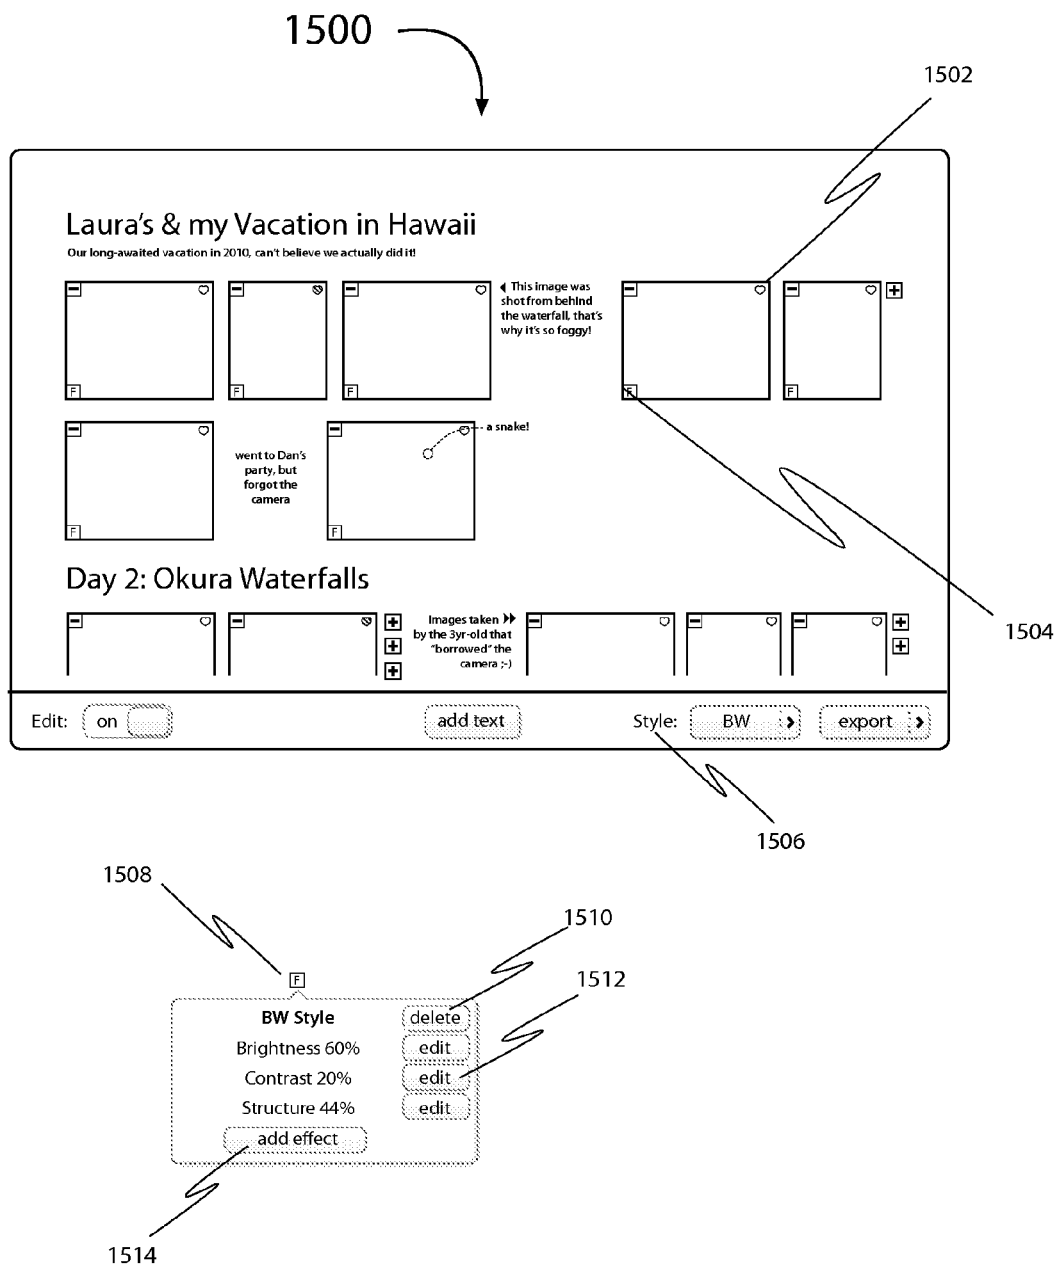 1500
1502
Laura's & my Vacation in Hawaii
Our long-awaited vacation in 2010, can't believe we actually did it!
This image was
shot from behind
the waterfall, that's
why it's so foggy!
F
F
F
F
F
a snake!
went to Dan's
party, but
forgot the
camera
F
F
Day 2: Okura Waterfalls
Images taken
by the 3yr-old that
"borrowed" the
camera ;-)
1504
Edit:
on
add text
Style:
BW
export
1506
1508
1510
1512
F
BW Style
delete
Brightness 60%
edit
Contrast 20%
edit
Structure 44%
edit
add effect
1514